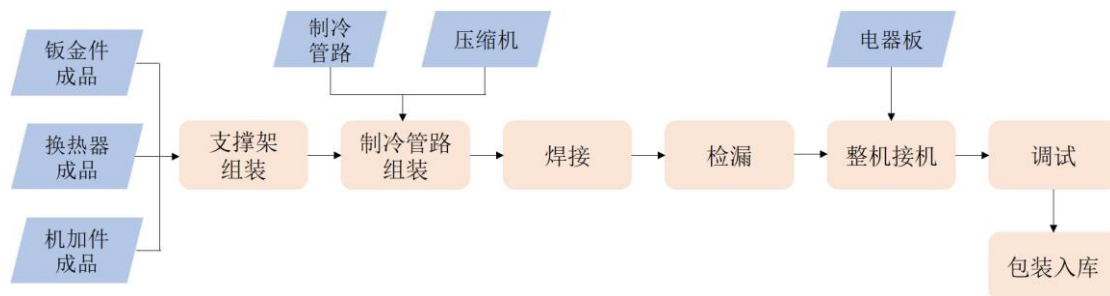 制冷
管路
压缩机
电器板
钣金件
成品
换热器
成品
机加件
成品
支撑架
组装
制冷管路
组装
焊接
检漏
整机接机
调试
包装入库